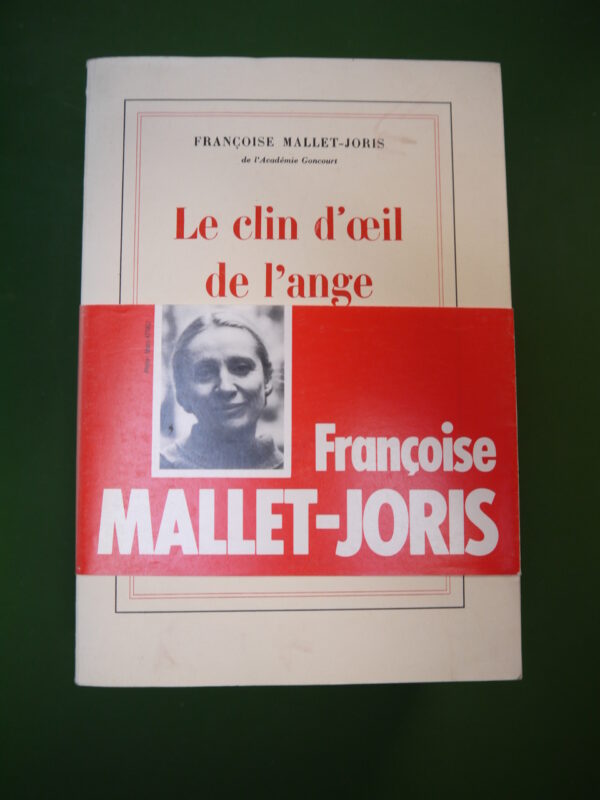 FRANÇOISE MALLET-JORIS
de l'Académie Goncourt
Le clin d'œil
de l'ange
Françoise
MALLET-JORIS